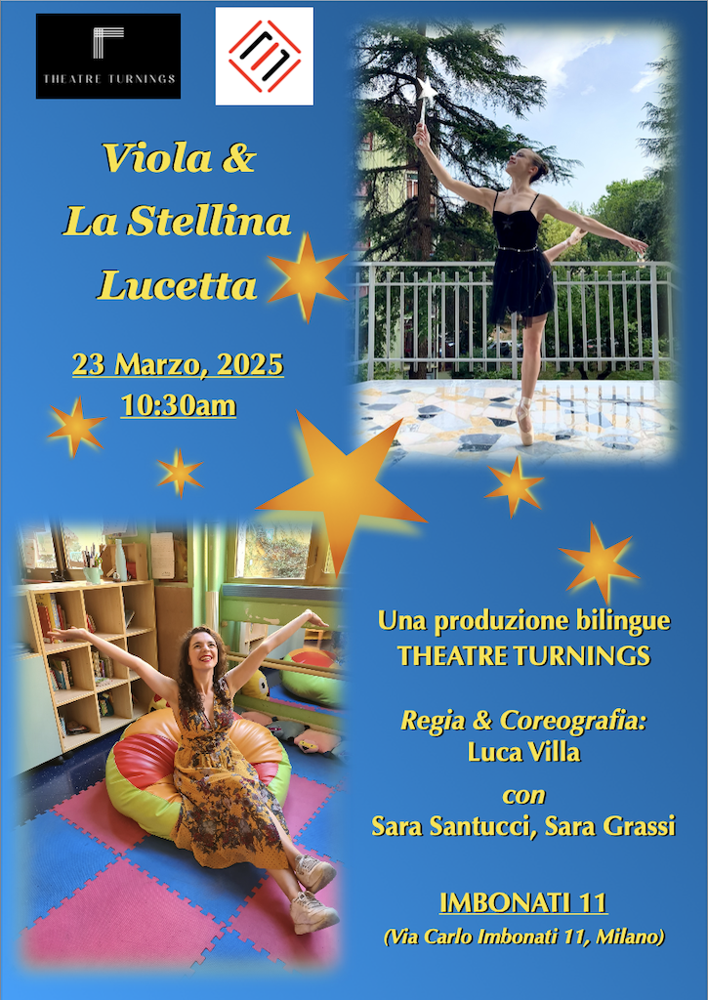 THEATRE TURNINGS
Viola &
La Stellina
Lucetta
23 Marzo, 2025
10:30am
Una produzione bilingue
THEATRE TURNINGS
Regia & Coreografia:
Luca Villa
con
Sara Santucci, Sara Grassi
IMBONATI 11
(Via Carlo Imbonati 11, Milano)